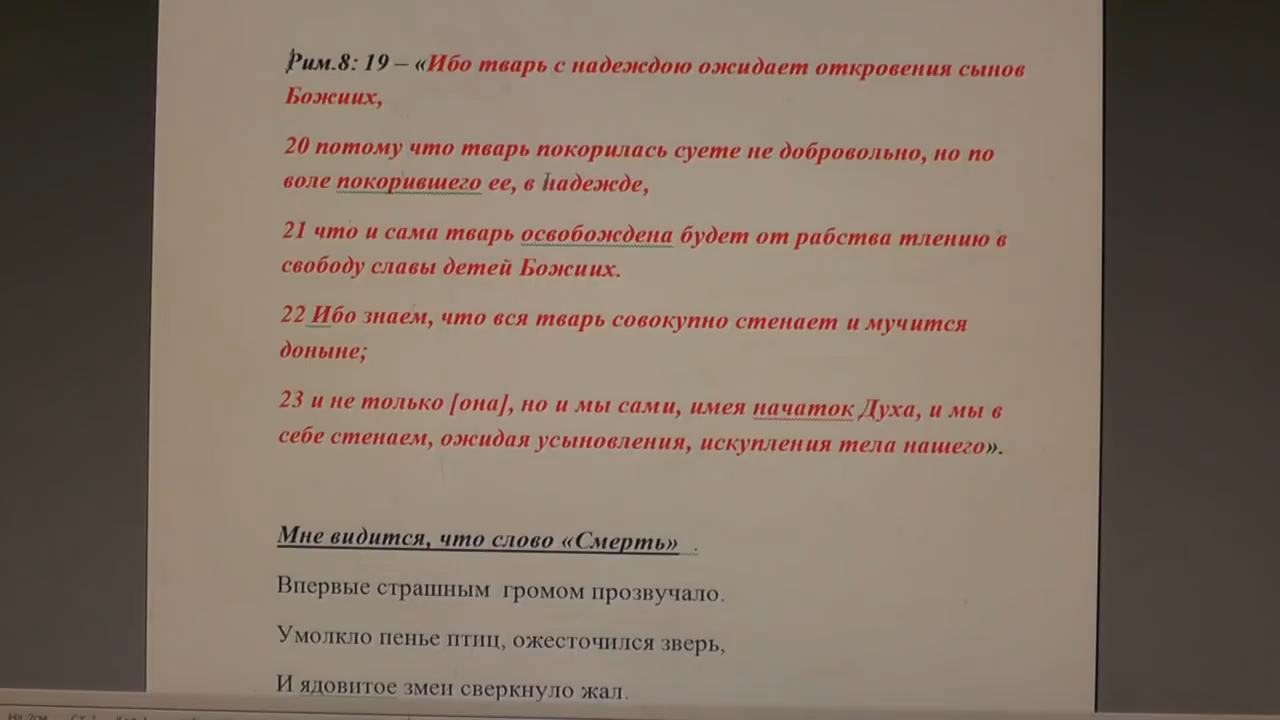 Рим.8: 19 – «Ибо тварь с надеждою ожидает откровения сынов
Божиих,
20 потому что тварь покорилась суете не добровольно, но по
воле покорившего ее, в надежде,
21 что и сама тварь освобождена будет от рабства тлению в
свободу славы детей Божиих.
22 Ибо знаем, что вся тварь совокупно стенает и мучится
доныне;
23 и не только [она], но и мы сами, имея начаток Духа, и мы в
себе стенаем, ожидая усыновления, искупления тела нашего».
Мне видится, что слово «Смерть» .
Впервые страшным громом прозвучало.
Умолкло пенье птиц, ожесточился зверь,
И ядовитое змеи сверкнуло жал.